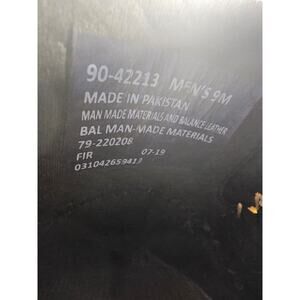 90-42213 MEN'S 9M
MADE IN PAKISTAN
MAN MADE MATERIALS AND BALANCE LEATHER
BAL MAN-MADE MATERIALS
79-220208
FIR 07-19
031042659413